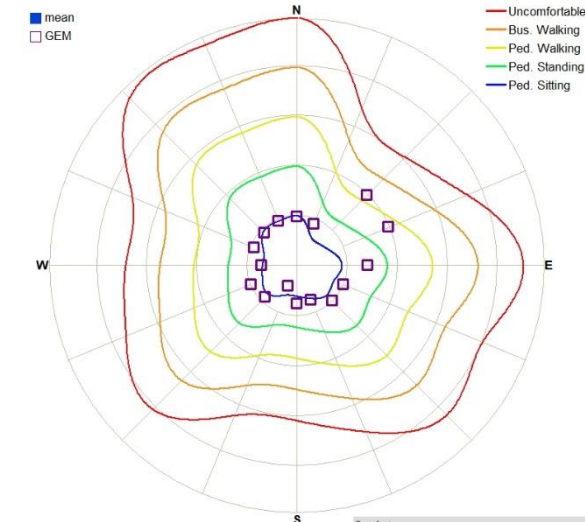 mean
GEM
Uncomfortable
Bus. Walking
Ped. Walking
Ped. Standing
Ped. Sitting
N
W
E
S